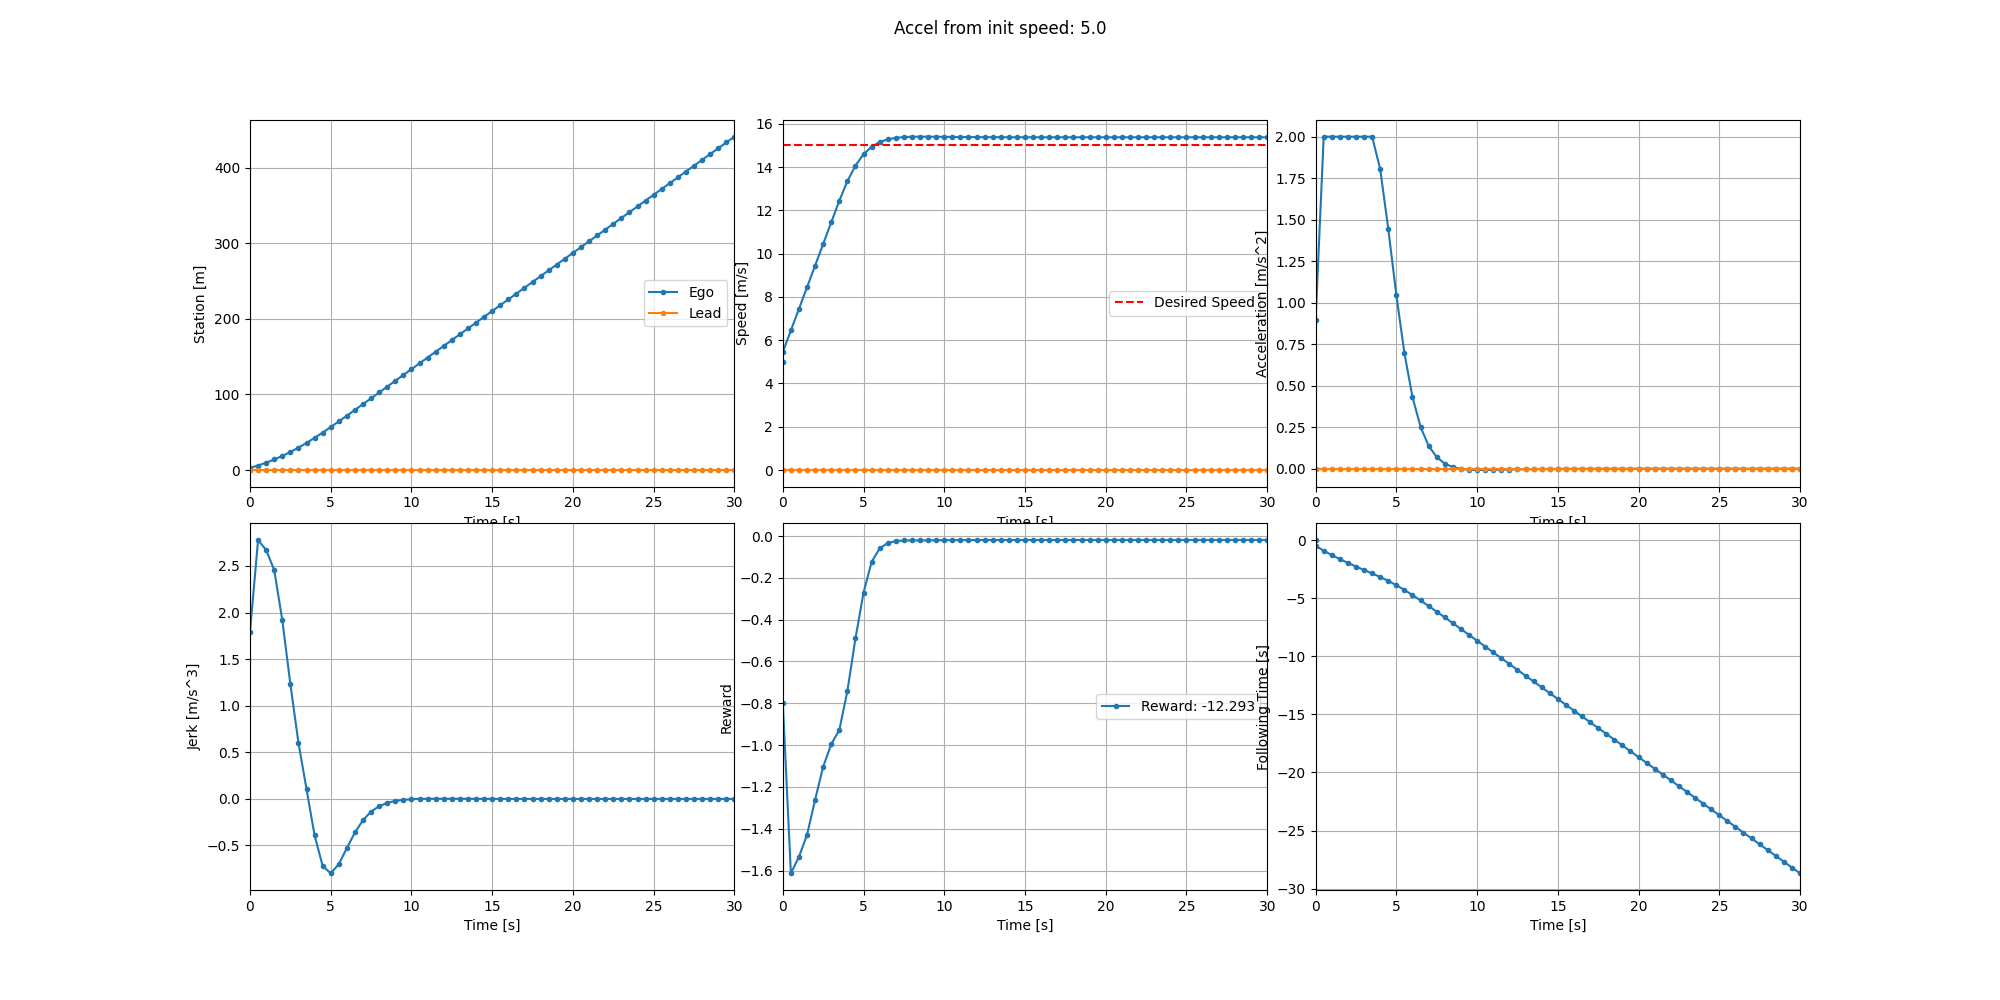 Accel from init speed: 5.0
Station [m]
400
300
200
100
0
0 5 10 15 20 25 30
Time [s]
Ego
Lead
Speed [m/s]
16
14
12
10
8
6
4
2
0
0 5 10 15 20 25 30
Time [s]
Desired Speed
Acceleration [m/s^2]
2.00
1.75
1.50
1.25
1.00
0.75
0.50
0.25
0.00
0 5 10 15 20 25 30
Time [s]
Jerk [m/s^3]
2.5
2.0
1.5
1.0
0.5
0.0
−0.5
0 5 10 15 20 25 30
Time [s]
Reward
0.0
−0.2
−0.4
−0.6
−0.8
−1.0
−1.2
−1.4
−1.6
0 5 10 15 20 25 30
Time [s]
Reward: -12.293
Following Time [s]
0
−5
−10
−15
−20
−25
−30
0 5 10 15 20 25 30
Time [s]